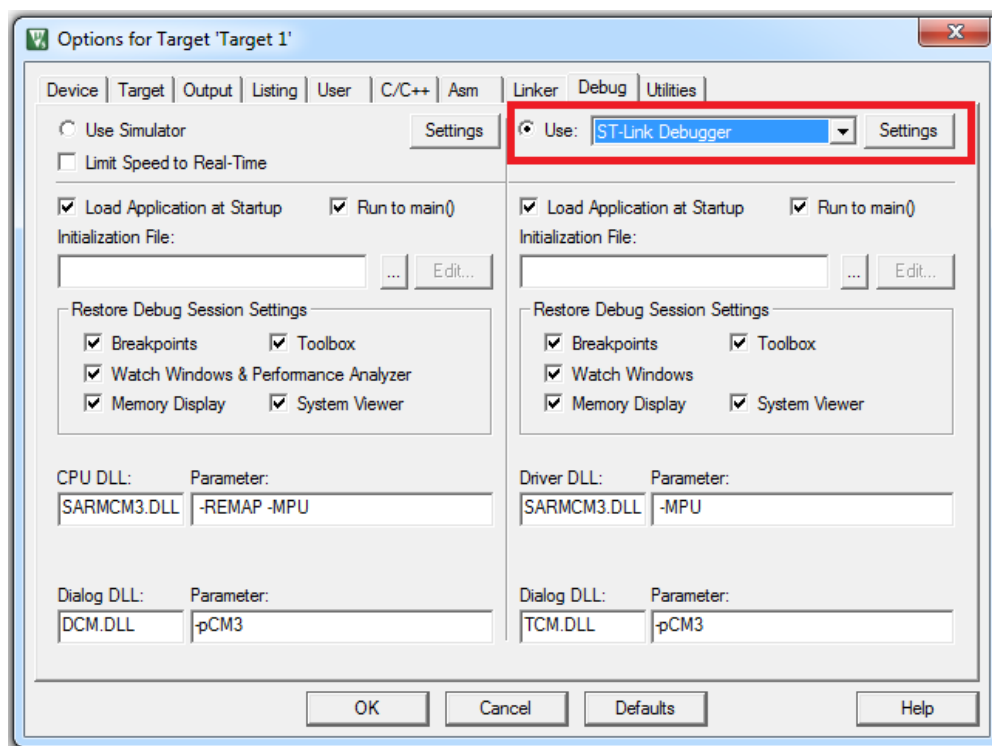 Options for Target 'Target 1'
Device Target Output Listing User C/C++ Asm Linker Debug Utilities
Use Simulator Settings Use: ST-Link Debugger Settings
Limit Speed to Real-Time
Load Application at Startup Run to main() Load Application at Startup Run to main()
Initialization File: Initialization File:
... Edit... ... Edit...
Restore Debug Session Settings Restore Debug Session Settings
Breakpoints Toolbox Breakpoints Toolbox
Watch Windows & Performance Analyzer Watch Windows
Memory Display System Viewer Memory Display System Viewer
CPU DLL: Parameter: Driver DLL: Parameter:
SARMCM3.DLL -REMAP -MPU SARMCM3.DLL -MPU
Dialog DLL: Parameter: Dialog DLL: Parameter:
DCM.DLL -pCM3 TCM.DLL -pCM3
OK Cancel Defaults Help